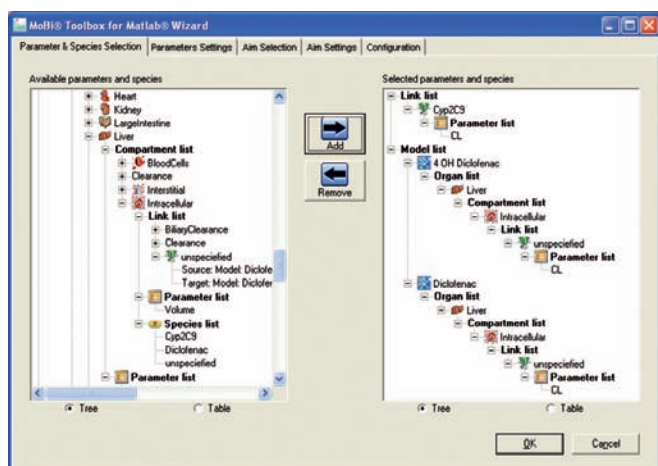 MoBi® Toolbox for Matlab® Wizard
Parameter & Species Selection Parameters Settings Aim Selection Aim Settings Configuration
Available parameters and species
Heart
Kidney
LargeIntestine
Liver
Compartment list
BloodCells
Clearance
Interstitial
Intracellular
Link list
BiliaryClearance
Clearance
unspeciefied
Source: Model: Diclofe
Target: Model: Diclofer
Parameter list
Volume
Species list
Cyp2C9
Diclofenac
unspeciefied
Parameter list
Tree Table
Add
Remove
Selected parameters and species
Link list
Cyp2C9
Parameter list
CL
Model list
4 OH Diclofenac
Organ list
Liver
Compartment list
Intracellular
Link list
unspeciefied
Parameter list
CL
Diclofenac
Organ list
Liver
Compartment list
Intracellular
Link list
unspeciefied
Parameter list
CL
Tree Table
OK Cancel